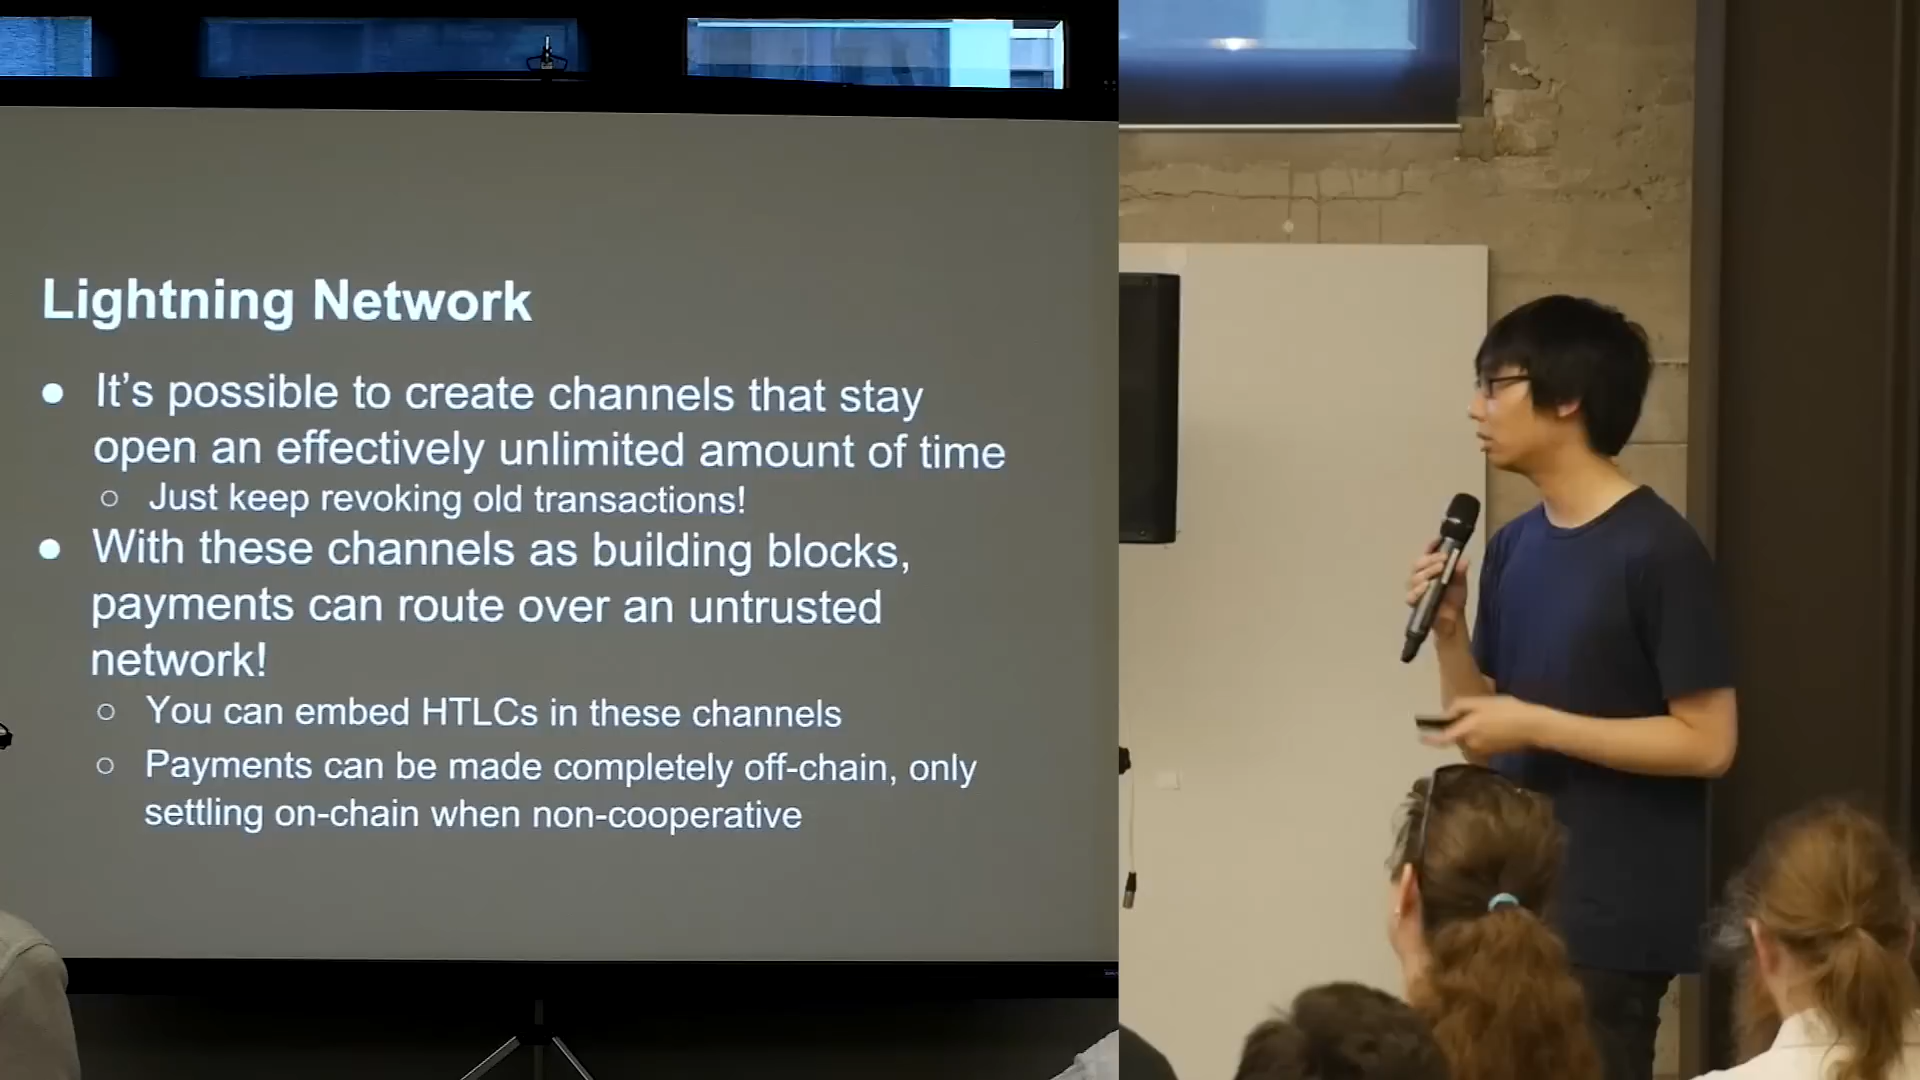 Lightning Network
● It's possible to create channels that stay
open an effectively unlimited amount of time
○ Just keep revoking old transactions!
● With these channels as building blocks,
payments can route over an untrusted
network!
○ You can embed HTLCs in these channels
○ Payments can be made completely off-chain, only
settling on-chain when non-cooperative